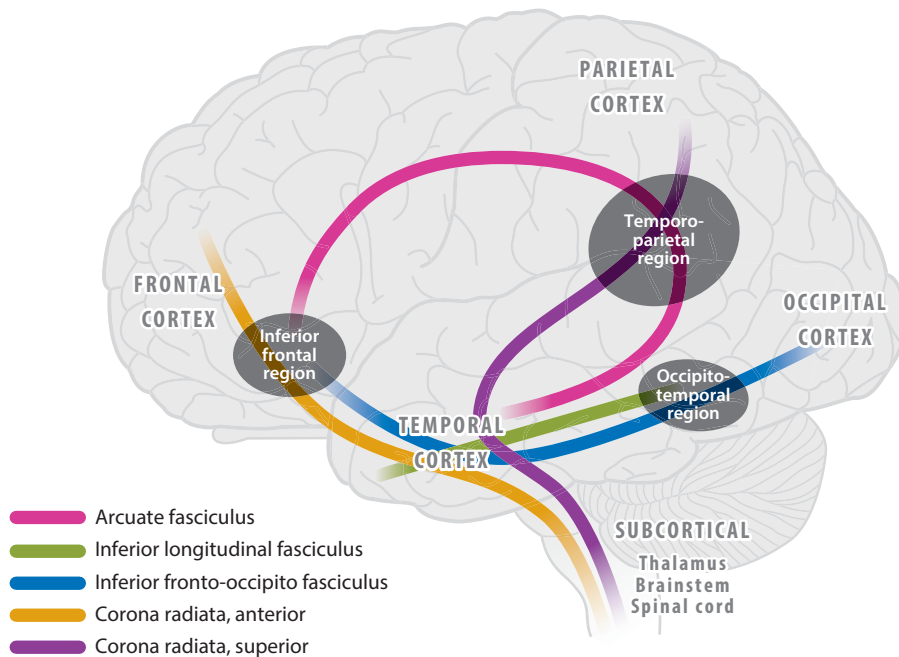 PARIETAL
CORTEX
Temporo-
parietal
region
FRONTAL
CORTEX
OCCIPITAL
CORTEX
Inferior
frontal
region
Occipito-
temporal
region
TEMPORAL
CORTEX
SUBCORTICAL
Thalamus
Brainstem
Spinal cord
Arcuate fasciculus
Inferior longitudinal fasciculus
Inferior fronto-occipito fasciculus
Corona radiata, anterior
Corona radiata, superior